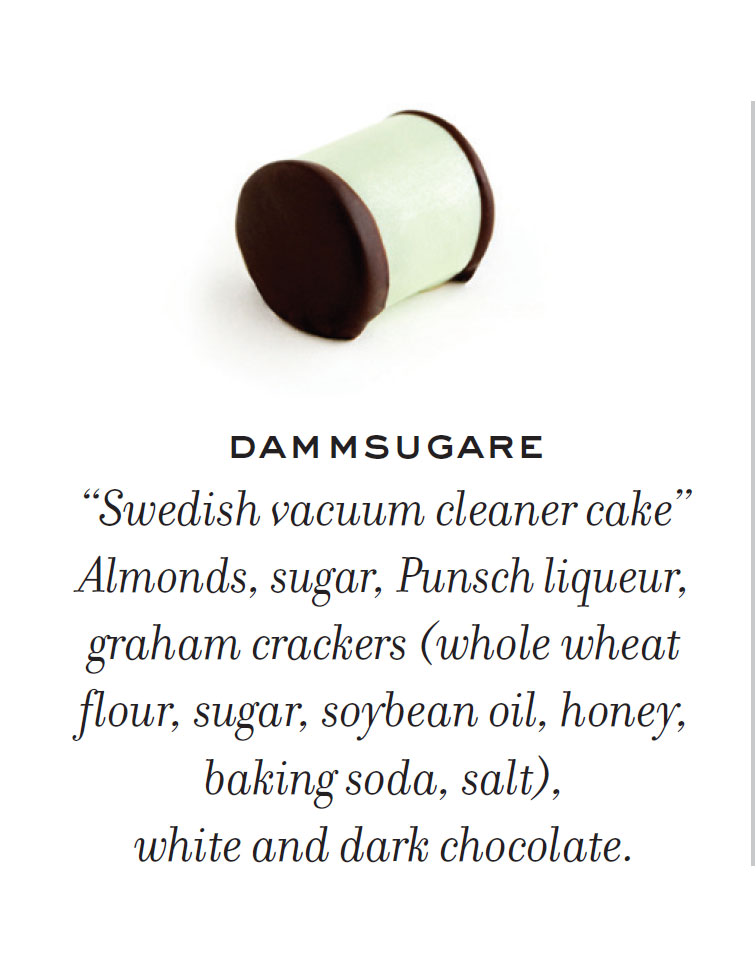 DAMMSUGARE
“Swedish vacuum cleaner cake”
Almonds, sugar, Punsch liqueur,
graham crackers (whole wheat
flour, sugar, soybean oil, honey,
baking soda, salt),
white and dark chocolate.